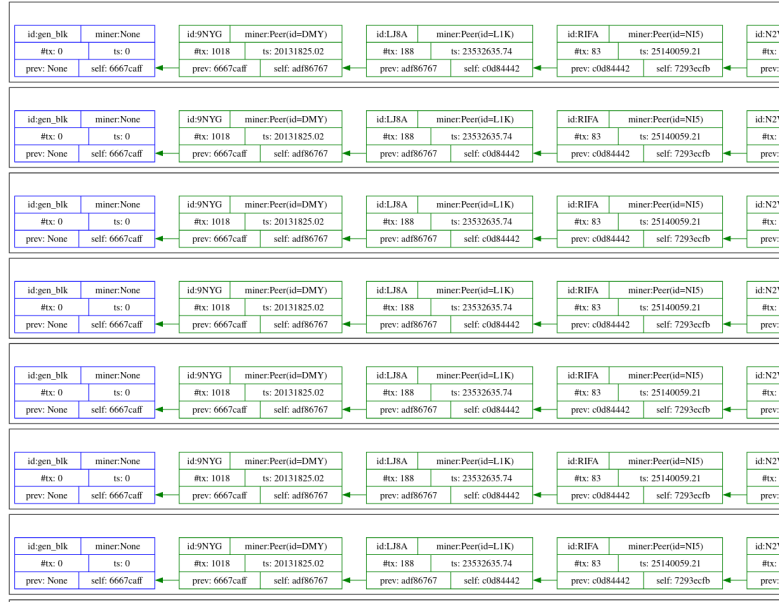 id:gen_blk miner:None id:9NYG miner:Peer(id=DMY) id:LJ8A miner:Peer(id=L1K) id:RIFA miner:Peer(id=NI5)
#tx: 0 ts: 0 #tx: 1018 ts: 20131825.02 #tx: 188 ts: 23532635.74 #tx: 83 ts: 25140059.21 #tx:
prev: None self: 6667caff prev: 6667caff self: adf86767 prev: adf86767 self: c0d84442 prev: c0d84442 self: 7293ecfb prev:
id:gen_blk miner:None id:9NYG miner:Peer(id=DMY) id:LJ8A miner:Peer(id=L1K) id:RIFA miner:Peer(id=NI5)
#tx: 0 ts: 0 #tx: 1018 ts: 20131825.02 #tx: 188 ts: 23532635.74 #tx: 83 ts: 25140059.21 #tx:
prev: None self: 6667caff prev: 6667caff self: adf86767 prev: adf86767 self: c0d84442 prev: c0d84442 self: 7293ecfb prev:
id:gen_blk miner:None id:9NYG miner:Peer(id=DMY) id:LJ8A miner:Peer(id=L1K) id:RIFA miner:Peer(id=NI5)
#tx: 0 ts: 0 #tx: 1018 ts: 20131825.02 #tx: 188 ts: 23532635.74 #tx: 83 ts: 25140059.21 #tx:
prev: None self: 6667caff prev: 6667caff self: adf86767 prev: adf86767 self: c0d84442 prev: c0d84442 self: 7293ecfb prev:
id:gen_blk miner:None id:9NYG miner:Peer(id=DMY) id:LJ8A miner:Peer(id=L1K) id:RIFA miner:Peer(id=NI5)
#tx: 0 ts: 0 #tx: 1018 ts: 20131825.02 #tx: 188 ts: 23532635.74 #tx: 83 ts: 25140059.21 #tx:
prev: None self: 6667caff prev: 6667caff self: adf86767 prev: adf86767 self: c0d84442 prev: c0d84442 self: 7293ecfb prev:
id:gen_blk miner:None id:9NYG miner:Peer(id=DMY) id:LJ8A miner:Peer(id=L1K) id:RIFA miner:Peer(id=NI5)
#tx: 0 ts: 0 #tx: 1018 ts: 20131825.02 #tx: 188 ts: 23532635.74 #tx: 83 ts: 25140059.21 #tx:
prev: None self: 6667caff prev: 6667caff self: adf86767 prev: adf86767 self: c0d84442 prev: c0d84442 self: 7293ecfb prev:
id:gen_blk miner:None id:9NYG miner:Peer(id=DMY) id:LJ8A miner:Peer(id=L1K) id:RIFA miner:Peer(id=NI5)
#tx: 0 ts: 0 #tx: 1018 ts: 20131825.02 #tx: 188 ts: 23532635.74 #tx: 83 ts: 25140059.21 #tx:
prev: None self: 6667caff prev: 6667caff self: adf86767 prev: adf86767 self: c0d84442 prev: c0d84442 self: 7293ecfb prev:
id:gen_blk miner:None id:9NYG miner:Peer(id=DMY) id:LJ8A miner:Peer(id=L1K) id:RIFA miner:Peer(id=NI5)
#tx: 0 ts: 0 #tx: 1018 ts: 20131825.02 #tx: 188 ts: 23532635.74 #tx: 83 ts: 25140059.21 #tx:
prev: None self: 6667caff prev: 6667caff self: adf86767 prev: adf86767 self: c0d84442 prev: c0d84442 self: 7293ecfb prev: